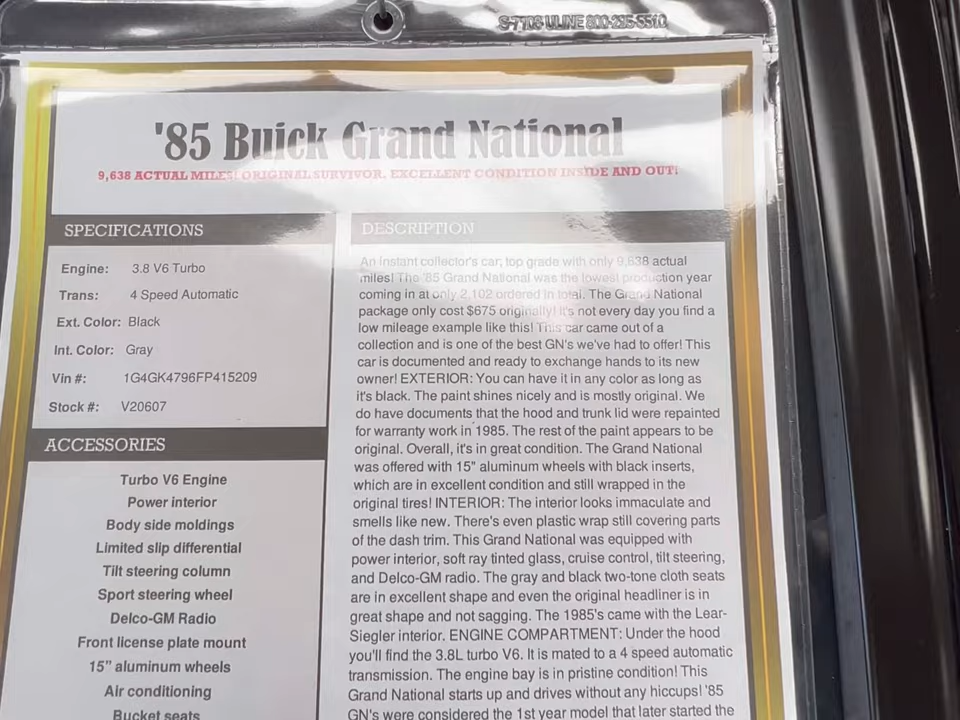 S-7703 ULINE 800-295-5510
'85 Buick Grand National
9,638 ACTUAL MILES! ORIGINAL SURVIVOR, EXCELLENT CONDITION INSIDE AND OUT!
SPECIFICATIONS
Engine: 3.8 V6 Turbo
Trans: 4 Speed Automatic
Ext. Color: Black
Int. Color: Gray
Vin #: 1G4GK4796FP415209
Stock #: V20607
ACCESSORIES
Turbo V6 Engine
Power interior
Body side moldings
Limited slip differential
Tilt steering column
Sport steering wheel
Delco-GM Radio
Front license plate mount
15" aluminum wheels
Air conditioning
Bucket seats
DESCRIPTION
An instant collector's car; top grade with only 9,638 actual
miles! The '85 Grand National was the lowest production year
coming in at only 2,102 ordered in total. The Grand National
package only cost $675 originally! It's not every day you find a
low mileage example like this! This car came out of a
collection and is one of the best GN's we've had to offer! This
car is documented and ready to exchange hands to its new
owner! EXTERIOR: You can have it in any color as long as
it's black. The paint shines nicely and is mostly original. We
do have documents that the hood and trunk lid were repainted
for warranty work in 1985. The rest of the paint appears to be
original. Overall, it's in great condition. The Grand National
was offered with 15" aluminum wheels with black inserts,
which are in excellent condition and still wrapped in the
original tires! INTERIOR: The interior looks immaculate and
smells like new. There's even plastic wrap still covering parts
of the dash trim. This Grand National was equipped with
power interior, soft ray tinted glass, cruise control, tilt steering,
and Delco-GM radio. The gray and black two-tone cloth seats
are in excellent shape and even the original headliner is in
great shape and not sagging. The 1985's came with the Lear-
Siegler interior. ENGINE COMPARTMENT: Under the hood
you'll find the 3.8L turbo V6. It is mated to a 4 speed automatic
transmission. The engine bay is in pristine condition! This
Grand National starts up and drives without any hiccups! '85
GN's were considered the 1st year model that later started the